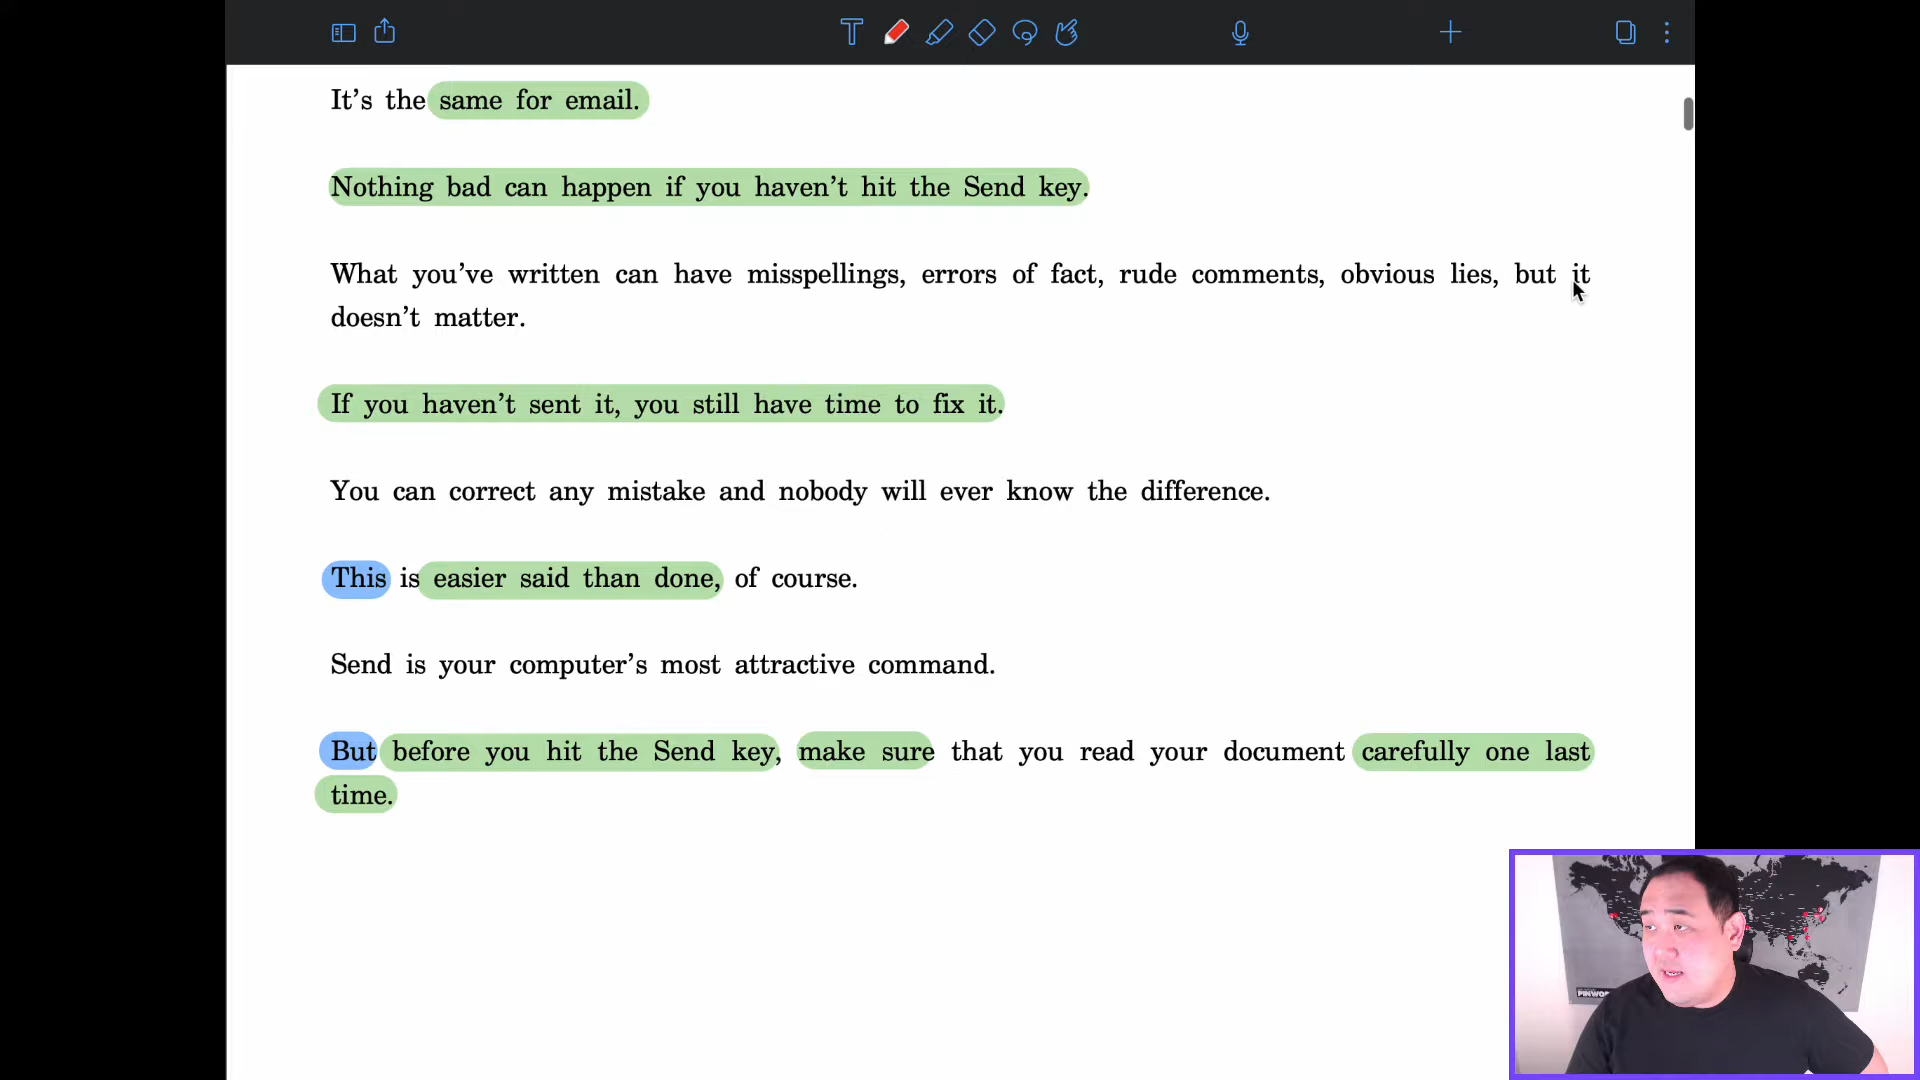 It's the same for email.
Nothing bad can happen if you haven't hit the Send key.
What you've written can have misspellings, errors of fact, rude comments, obvious lies, but it
doesn't matter.
If you haven't sent it, you still have time to fix it.
You can correct any mistake and nobody will ever know the difference.
This is easier said than done, of course.
Send is your computer's most attractive command.
But before you hit the Send key, make sure that you read your document carefully one last
time.